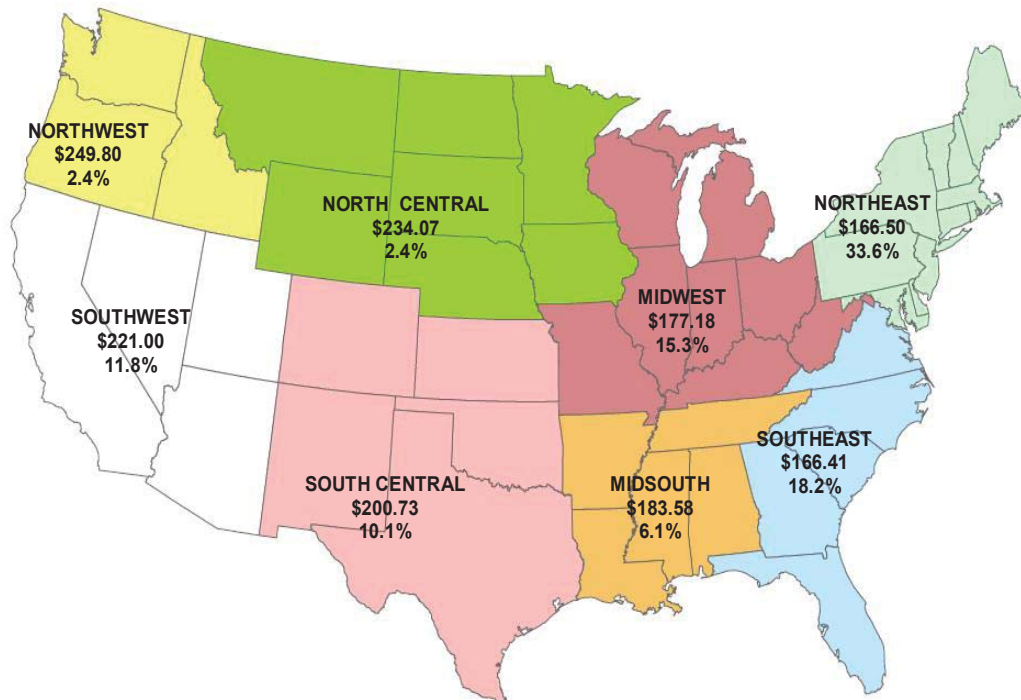 NORTHWEST
$249.80
2.4%
NORTH CENTRAL
$234.07
2.4%
NORTHEAST
$166.50
33.6%
SOUTHWEST
$221.00
11.8%
MIDWEST
$177.18
15.3%
SOUTH CENTRAL
$200.73
10.1%
MIDSOUTH
$183.58
6.1%
SOUTHEAST
$166.41
18.2%